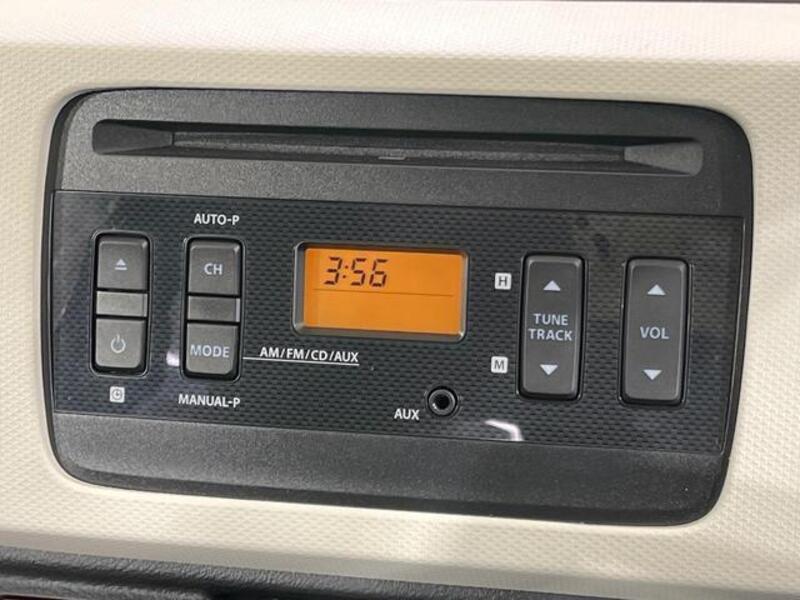 AUTO-P
CH
MODE
MANUAL-P
3:56
AM/FM/CD/AUX
AUX
H
M
TUNE
TRACK
VOL